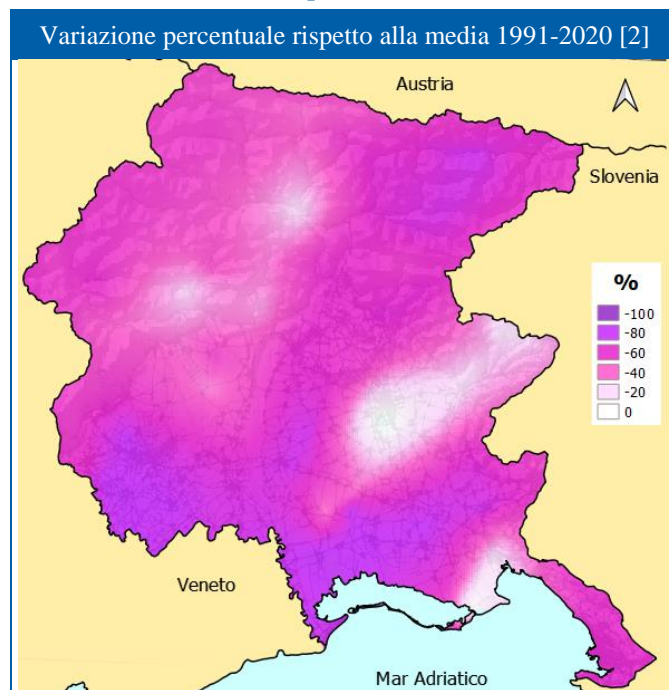 Variazione percentuale rispetto alla media 1991-2020 [2]
Austria
Slovenia
%
-100
-80
-60
-40
-20
0
Veneto
Mar Adriatico